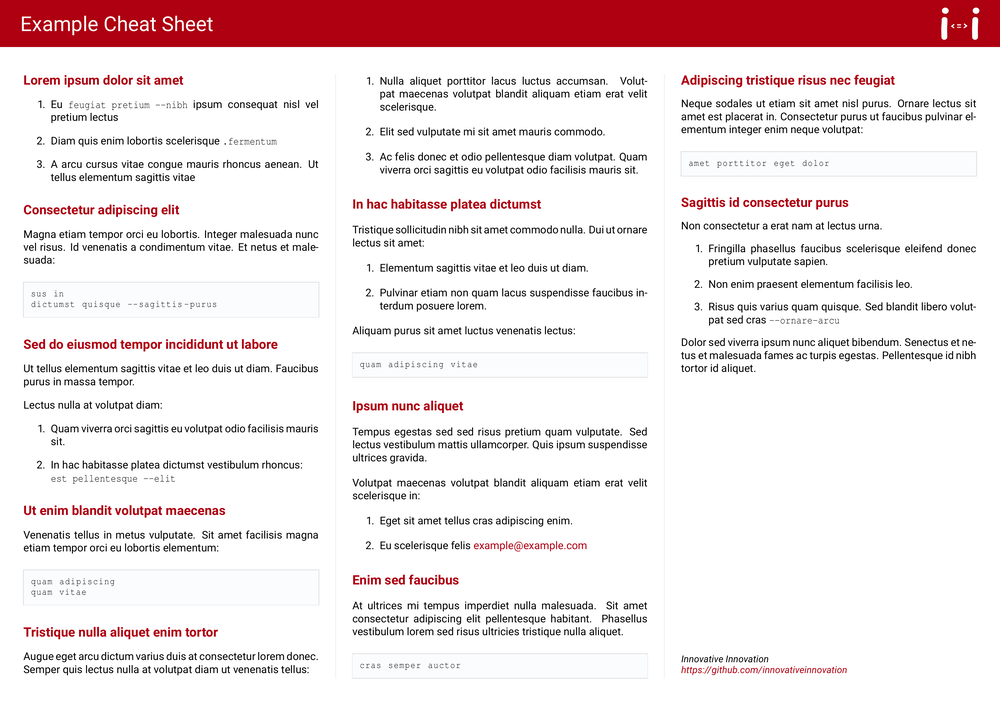 Example Cheat Sheet
<=>
Lorem ipsum dolor sit amet
1. Eu feugiat pretium --nibh ipsum consequat nisl vel
pretium lectus
2. Diam quis enim lobortis scelerisque .fermentum
3. A arcu cursus vitae congue mauris rhoncus aenean. Ut
tellus elementum sagittis vitae
Consectetur adipiscing elit
Magna etiam tempor orci eu lobortis. Integer malesuada nunc
vel risus. Id venenatis a condimentum vitae. Et netus et male-
suada:
sus in
dictumst quisque --sagittis-purus
Sed do eiusmod tempor incididunt ut labore
Ut tellus elementum sagittis vitae et leo duis ut diam. Faucibus
purus in massa tempor.
Lectus nulla at volutpat diam:
1. Quam viverra orci sagittis eu volutpat odio facilisis mauris
sit.
2. In hac habitasse platea dictumst vestibulum rhoncus:
est pellentesque --elit
Ut enim blandit volutpat maecenas
Venenatis tellus in metus vulputate. Sit amet facilisis magna
etiam tempor orci eu lobortis elementum:
quam adipiscing
quam vitae
Tristique nulla aliquet enim tortor
Augue eget arcu dictum varius duis at consectetur lorem donec.
Semper quis lectus nulla at volutpat diam ut venenatis tellus:
1. Nulla aliquet porttitor lacus luctus accumsan. Volut-
pat maecenas volutpat blandit aliquam etiam erat velit
scelerisque.
2. Elit sed vulputate mi sit amet mauris commodo.
3. Ac felis donec et odio pellentesque diam volutpat. Quam
viverra orci sagittis eu volutpat odio facilisis mauris sit.
In hac habitasse platea dictumst
Tristique sollicitudin nibh sit amet commodo nulla. Dui ut ornare
lectus sit amet:
1. Elementum sagittis vitae et leo duis ut diam.
2. Pulvinar etiam non quam lacus suspendisse faucibus in-
terdum posuere lorem.
Aliquam purus sit amet luctus venenatis lectus:
quam adipiscing vitae
Ipsum nunc aliquet
Tempus egestas sed sed risus pretium quam vulputate. Sed
lectus vestibulum mattis ullamcorper. Quis ipsum suspendisse
ultrices gravida.
Volutpat maecenas volutpat blandit aliquam etiam erat velit
scelerisque in:
1. Eget sit amet tellus cras adipiscing enim.
2. Eu scelerisque felis example@example.com
Enim sed faucibus
At ultrices mi tempus imperdiet nulla malesuada. Sit amet
consectetur adipiscing elit pellentesque habitant. Phasellus
vestibulum lorem sed risus ultricies tristique nulla aliquet.
cras semper auctor
Adipiscing tristique risus nec feugiat
Neque sodales ut etiam sit amet nisl purus. Ornare lectus sit
amet est placerat in. Consectetur purus ut faucibus pulvinar el-
ementum integer enim neque volutpat:
amet porttitor eget dolor
Sagittis id consectetur purus
Non consectetur a erat nam at lectus urna.
1. Fringilla phasellus faucibus scelerisque eleifend donec
pretium vulputate sapien.
2. Non enim praesent elementum facilisis leo.
3. Risus quis varius quam quisque. Sed blandit libero volut-
pat sed cras --ornare-arcu
Dolor sed viverra ipsum nunc aliquet bibendum. Senectus et ne-
tus et malesuada fames ac turpis egestas. Pellentesque id nibh
tortor id aliquet.
Innovative Innovation
https://github.com/innovativeinnovation